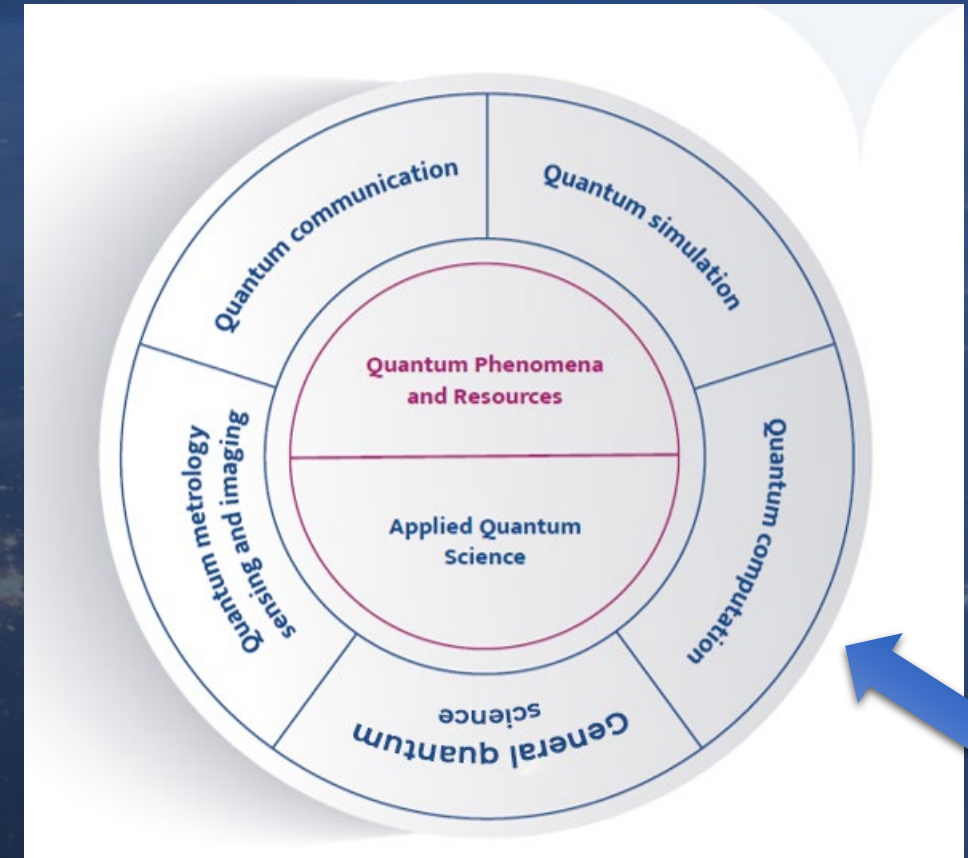 Quantum communication
Quantum simulation
Quantum Phenomena
and Resources
Applied Quantum
Science
Quantum computation
General quantum
science
Quantum metrology
sensing and imaging